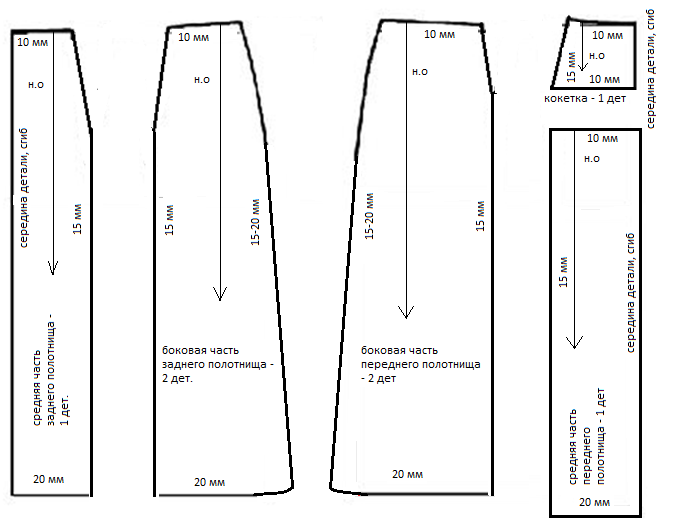 10 мм
н.о
середина детали, сгиб
15 мм
средняя часть
заднего полотнища -
1 дет.
20 мм
10 мм
н.о
15 мм
15-20 мм
боковая часть
заднего полотнища -
2 дет.
20 мм
10 мм
н.о
15-20 мм
15 мм
боковая часть
переднего полотнища
- 2 дет
20 мм
10 мм
н.о
15 мм
10 мм
кокетка - 1 дет
середина детали, сгиб
10 мм
н.о
15 мм
середина детали, сгиб
средняя часть
переднего
полотнища - 1 дет
20 мм